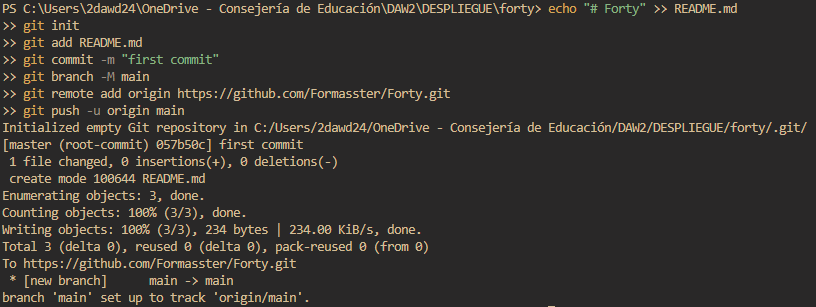 PS C:\Users\2dawd24\OneDrive - Consejería de Educación\DAW2\DESPLIEGUE\forty> echo "# Forty" >> README.md
>> git init
>> git add README.md
>> git commit -m "first commit"
>> git branch -M main
>> git remote add origin https://github.com/Formasster/Forty.git
>> git push -u origin main
Initialized empty Git repository in C:/Users/2dawd24/OneDrive - Consejería de Educación/DAW2/DESPLIEGUE/forty/.git/
[master (root-commit) 057b50c] first commit
 1 file changed, 0 insertions(+), 0 deletions(-)
 create mode 100644 README.md
Enumerating objects: 3, done.
Counting objects: 100% (3/3), done.
Writing objects: 100% (3/3), 234 bytes | 234.00 KiB/s, done.
Total 3 (delta 0), reused 0 (delta 0), pack-reused 0 (from 0)
To https://github.com/Formasster/Forty.git
 * [new branch]      main -> main
branch 'main' set up to track 'origin/main'.